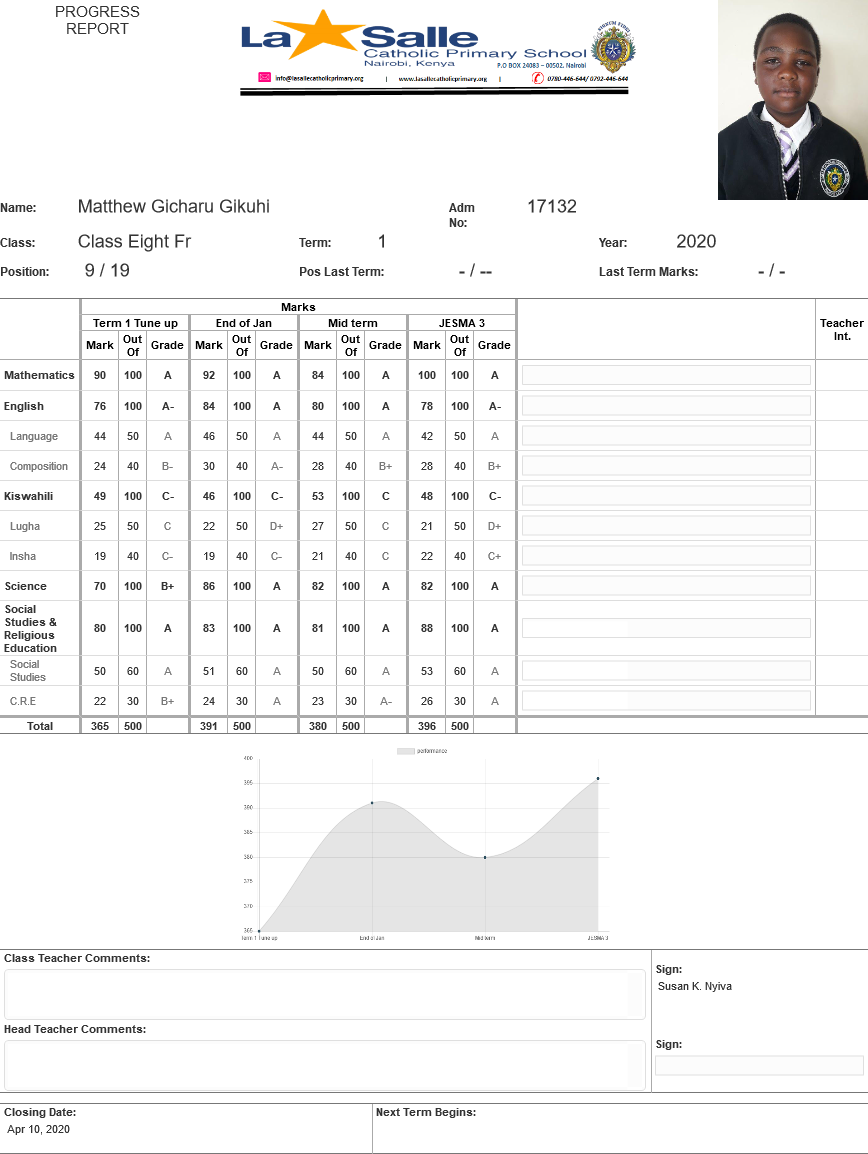 PROGRESS
REPORT
La Salle
Catholic Primary School
Nairobi, Kenya
P.O BOX 24083 – 00502, Nairobi
info@lasallecatholicprimary.org | www.lasallecatholicprimary.org | 0780-446-644/ 0792-446-644
Name: Matthew Gicharu Gikuhi Adm No: 17132
Class: Class Eight Fr Term: 1 Year: 2020
Position: 9 / 19 Pos Last Term: - / -- Last Term Marks: - / -
Marks
Term 1 Tune up End of Jan Mid term JESMA 3 Teacher Int.
Mark Out Of Grade Mark Out Of Grade Mark Out Of Grade Mark Out Of Grade
Mathematics 90 100 A 92 100 A 84 100 A 100 100 A
English 76 100 A- 84 100 A 80 100 A 78 100 A-
Language 44 50 A 46 50 A 44 50 A 42 50 A
Composition 24 40 B- 30 40 A- 28 40 B+ 28 40 B+
Kiswahili 49 100 C- 46 100 C- 53 100 C 48 100 C-
Lugha 25 50 C 22 50 D+ 27 50 C 21 50 D+
Insha 19 40 C- 19 40 C- 21 40 C 22 40 C+
Science 70 100 B+ 86 100 A 82 100 A 82 100 A
Social Studies & Religious Education 80 100 A 83 100 A 81 100 A 88 100 A
Social Studies 50 60 A 51 60 A 50 60 A 53 60 A
C.R.E 22 30 B+ 24 30 A 23 30 A- 26 30 A
Total 365 500 391 500 380 500 396 500
performance
400
395
390
385
380
375
370
365
Term 1 Tune up End of Jan Mid term JESMA 3
Class Teacher Comments:
Sign:
Susan K. Nyiva
Head Teacher Comments:
Sign:
Closing Date: Next Term Begins:
Apr 10, 2020